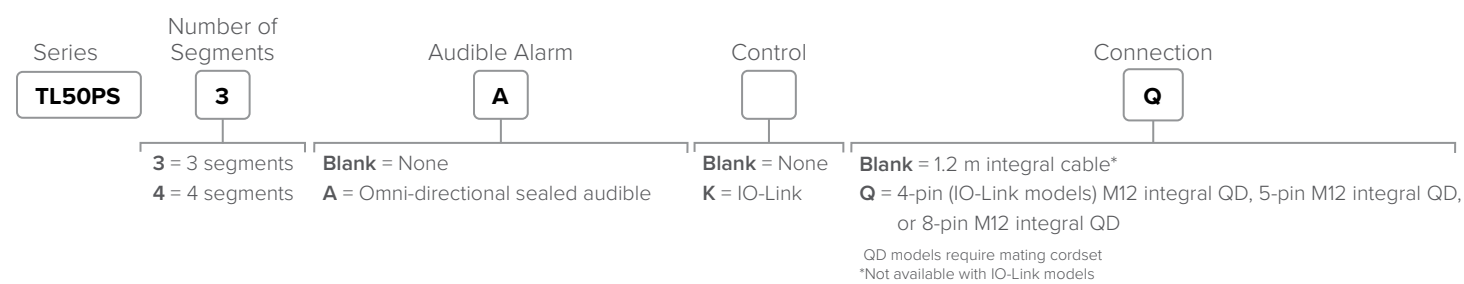 Series
Number of
Segments
Audible Alarm
Control
Connection
TL50PS
3
A
Q
3 = 3 segments
4 = 4 segments
Blank = None
A = Omni-directional sealed audible
Blank = None
K = IO-Link
Blank = 1.2 m integral cable*
Q = 4-pin (IO-Link models) M12 integral QD, 5-pin M12 integral QD,
or 8-pin M12 integral QD
QD models require mating cordset
*Not available with IO-Link models